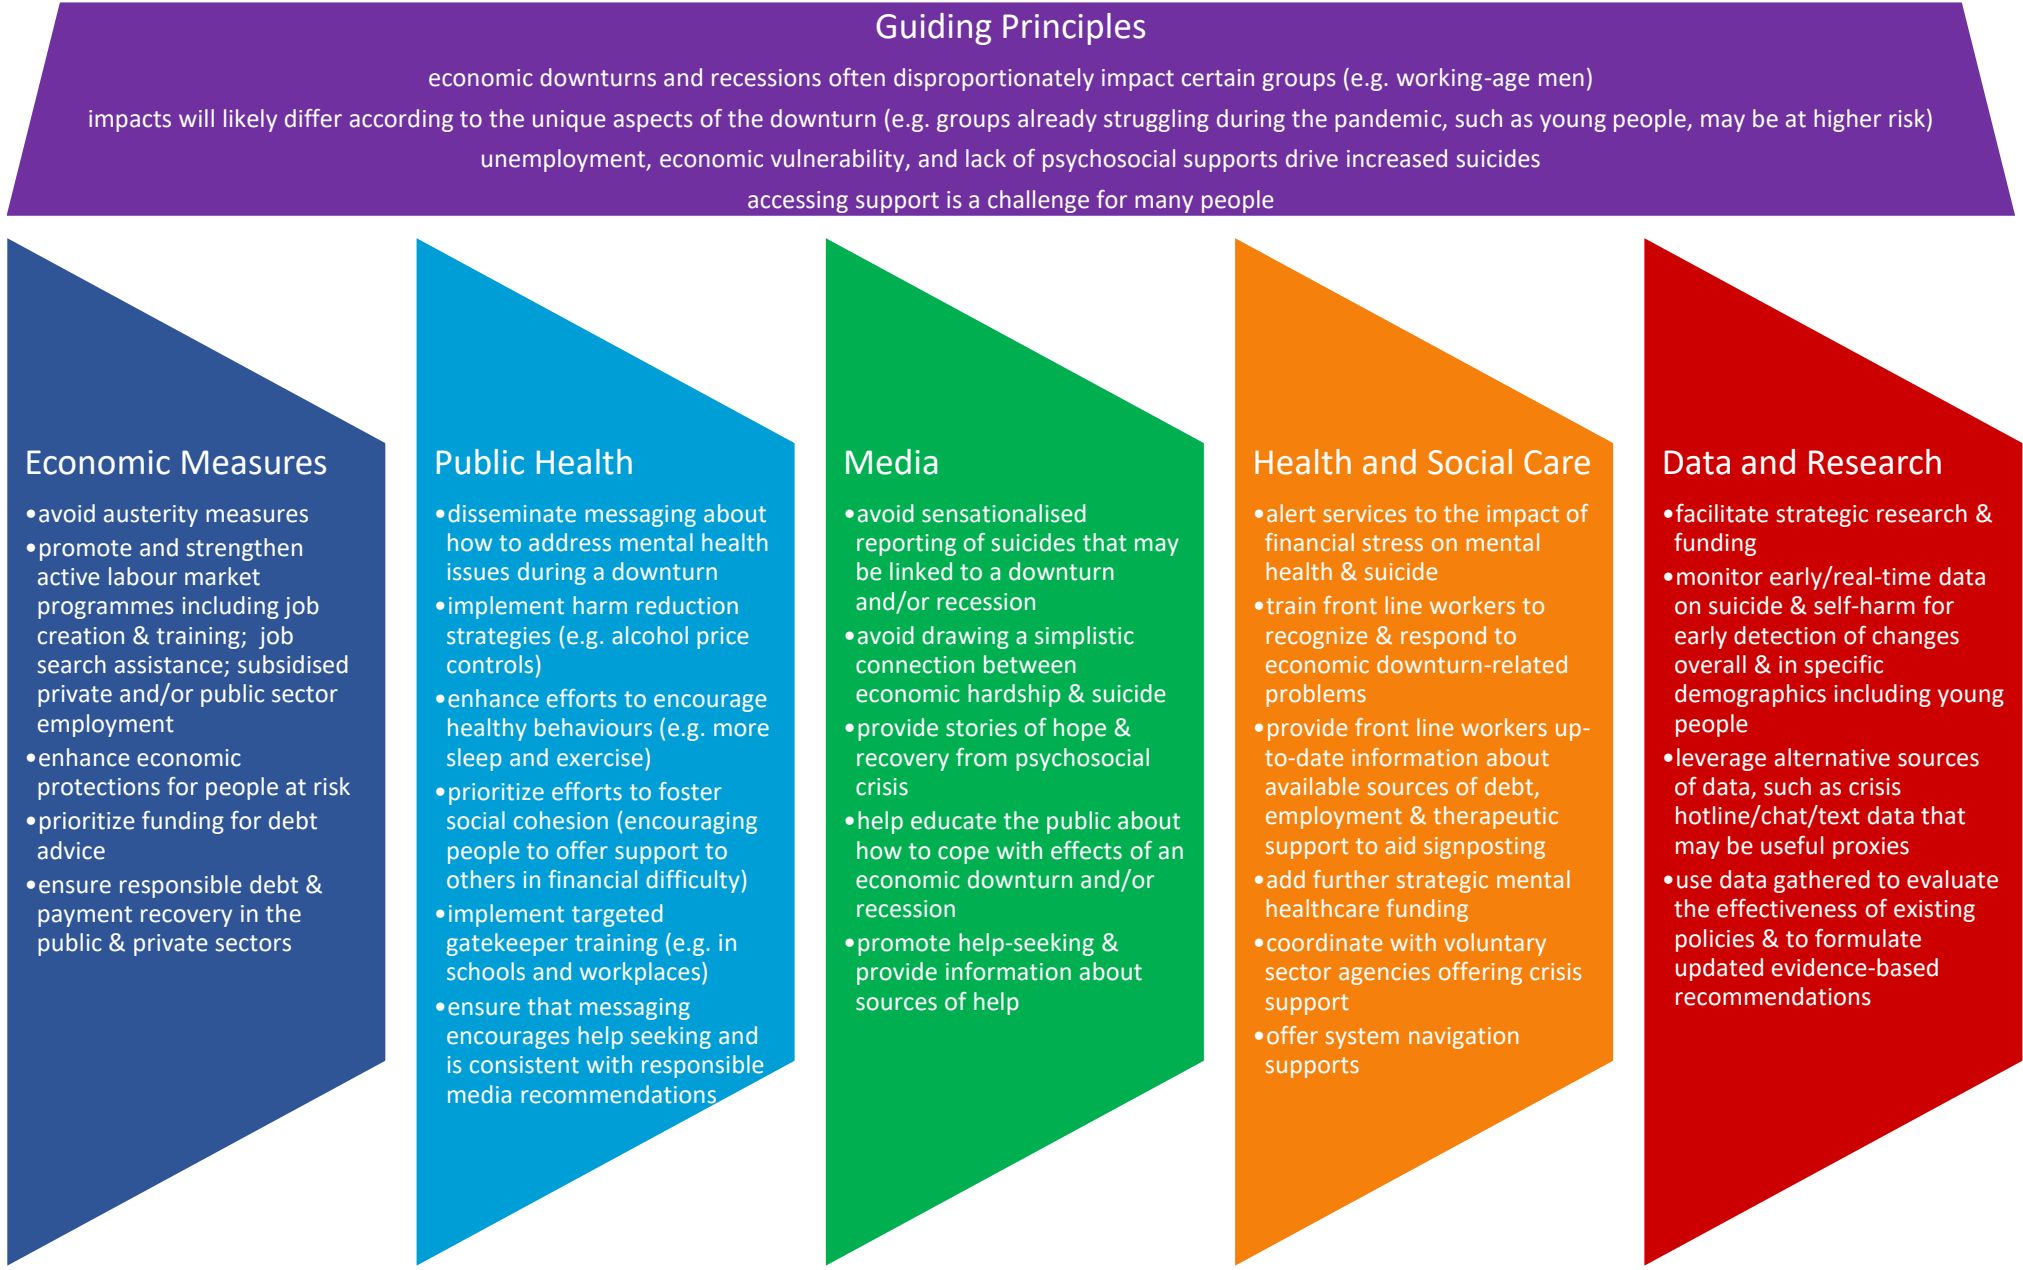 Guiding Principles
economic downturns and recessions often disproportionately impact certain groups (e.g. working-age men)
impacts will likely differ according to the unique aspects of the downturn (e.g. groups already struggling during the pandemic, such as young people, may be at higher risk)
unemployment, economic vulnerability, and lack of psychosocial supports drive increased suicides
accessing support is a challenge for many people
Economic Measures
•avoid austerity measures
•promote and strengthen
active labour market
programmes including job
creation & training;  job
search assistance; subsidised
private and/or public sector
employment
•enhance economic
protections for people at risk
•prioritize funding for debt
advice
•ensure responsible debt &
payment recovery in the
public & private sectors
Public Health
•disseminate messaging about
how to address mental health
issues during a downturn
•implement harm reduction
strategies (e.g. alcohol price
controls)
•enhance efforts to encourage
healthy behaviours (e.g. more
sleep and exercise)
•prioritize efforts to foster
social cohesion (encouraging
people to offer support to
others in financial difficulty)
•implement targeted
gatekeeper training (e.g. in
schools and workplaces)
•ensure that messaging
encourages help seeking and
is consistent with responsible
media recommendations
Media
•avoid sensationalised
reporting of suicides that may
be linked to a downturn
and/or recession
•avoid drawing a simplistic
connection between
economic hardship & suicide
•provide stories of hope &
recovery from psychosocial
crisis
•help educate the public about
how to cope with effects of an
economic downturn and/or
recession
•promote help-seeking &
provide information about
sources of help
Health and Social Care
•alert services to the impact of
financial stress on mental
health & suicide
•train front line workers to
recognize & respond to
economic downturn-related
problems
•provide front line workers up-
to-date information about
available sources of debt,
employment & therapeutic
support to aid signposting
•add further strategic mental
healthcare funding
•coordinate with voluntary
sector agencies offering crisis
support
•offer system navigation
supports
Data and Research
•facilitate strategic research &
funding
•monitor early/real-time data
on suicide & self-harm for
early detection of changes
overall & in specific
demographics including young
people
•leverage alternative sources
of data, such as crisis
hotline/chat/text data that
may be useful proxies
•use data gathered to evaluate
the effectiveness of existing
policies & to formulate
updated evidence-based
recommendations